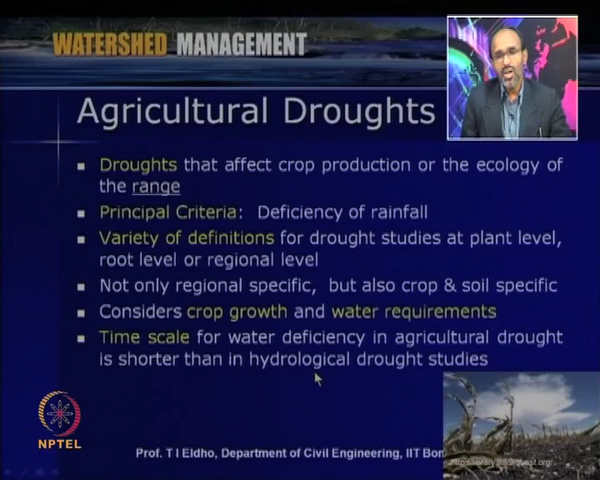 WATERSHED MANAGEMENT
Agricultural Droughts
Droughts that affect crop production or the ecology of
the range
Principal Criteria: Deficiency of rainfall
Variety of definitions for drought studies at plant level,
root level or regional level
Not only regional specific, but also crop & soil specific
Considers crop growth and water requirements
Time scale for water deficiency in agricultural drought
is shorter than in hydrological drought studies
NPTEL
Prof. T I Eldho, Department of Civil Engineering, IIT Bom